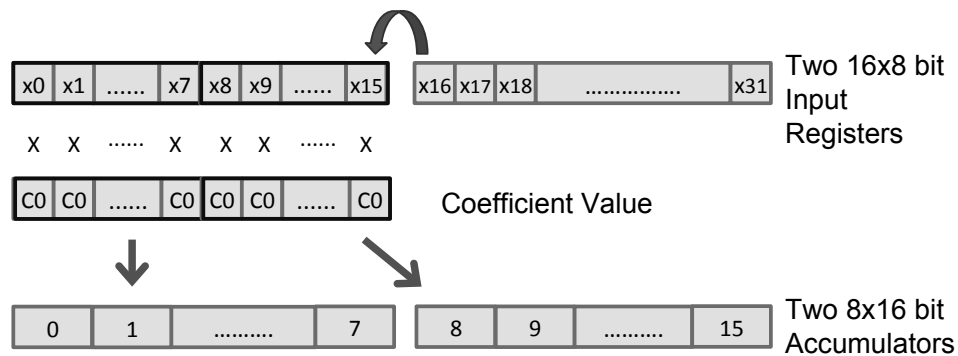 x0 x1 ...... x7 x8 x9 ...... x15 x16 x17 x18 ................ x31
Two 16x8 bit
Input
Registers
X X ...... X X X ...... X
C0 C0 ...... C0 C0 C0 ...... C0
Coefficient Value
0 1 .......... 7 8 9 .......... 15
Two 8x16 bit
Accumulators